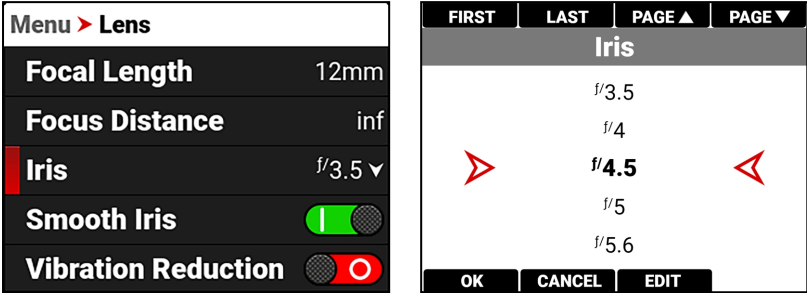 Menu > Lens
Focal Length 12mm
Focus Distance inf
Iris ƒ/3.5
Smooth Iris
Vibration Reduction
FIRST LAST PAGE▲ PAGE▼
Iris
ƒ/3.5
ƒ/4
ƒ/4.5
ƒ/5
ƒ/5.6
OK CANCEL EDIT